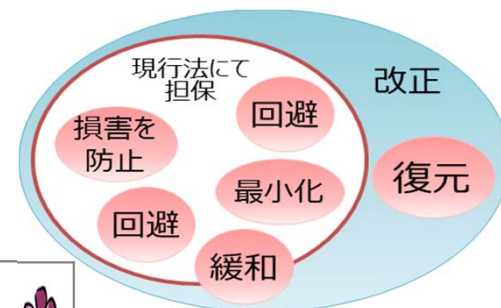 現行法にて
担保
改正
回避
損害を
防止
最小化
復元
回避
緩和